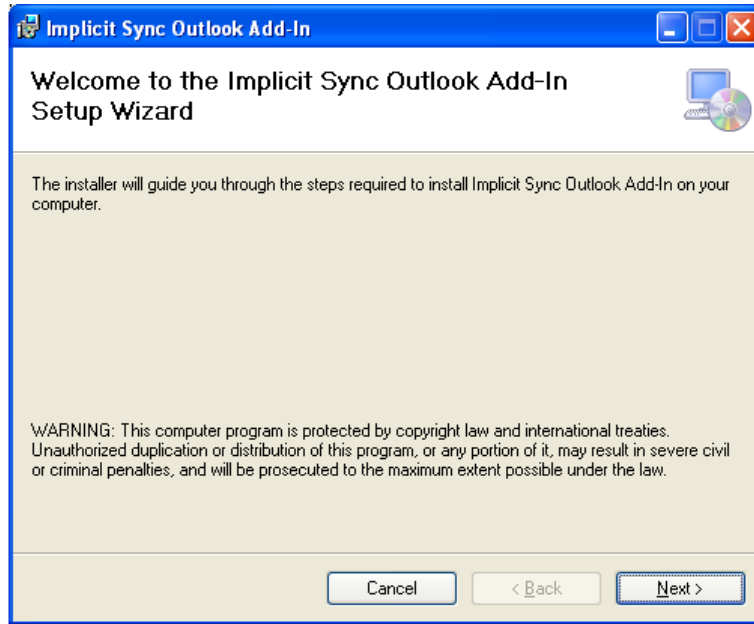 Implicit Sync Outlook Add-In
Welcome to the Implicit Sync Outlook Add-In
Setup Wizard
The installer will guide you through the steps required to install Implicit Sync Outlook Add-In on your
computer.
WARNING: This computer program is protected by copyright law and international treaties.
Unauthorized duplication or distribution of this program, or any portion of it, may result in severe civil
or criminal penalties, and will be prosecuted to the maximum extent possible under the law.
Cancel
< Back
Next >